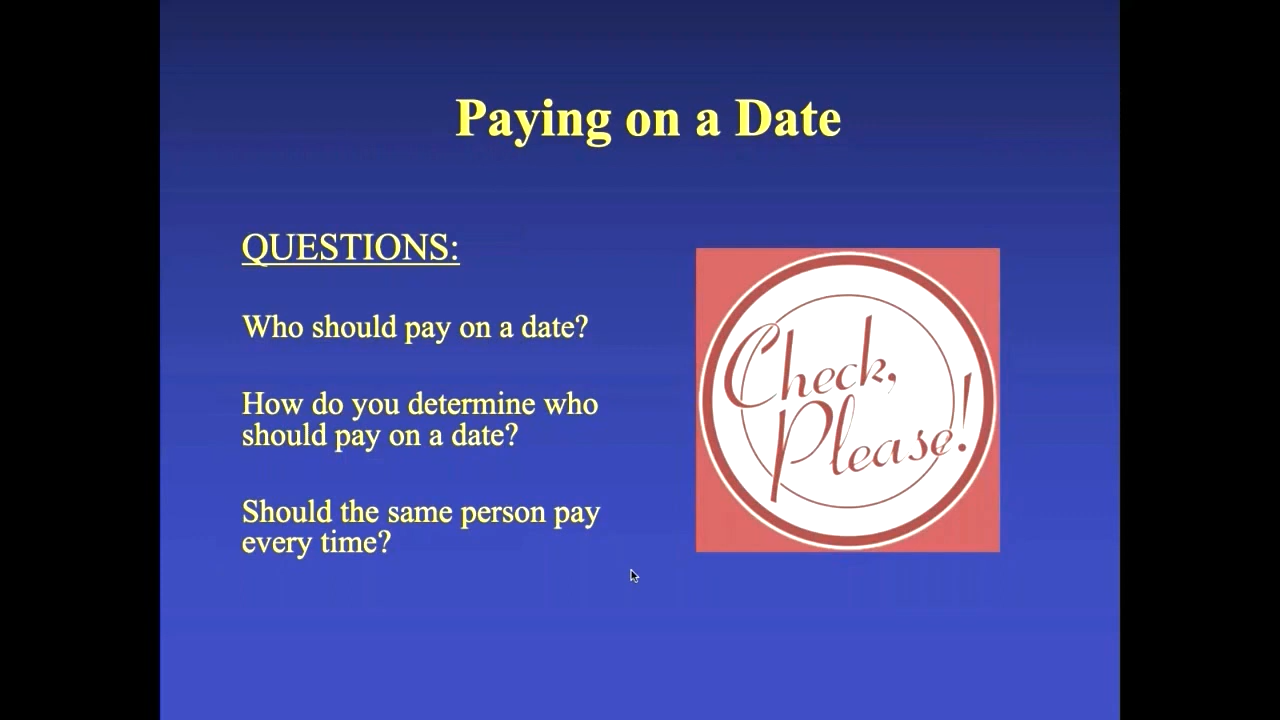 Paying on a Date
QUESTIONS:
Who should pay on a date?
How do you determine who
should pay on a date?
Should the same person pay
every time?
Check,
Please!